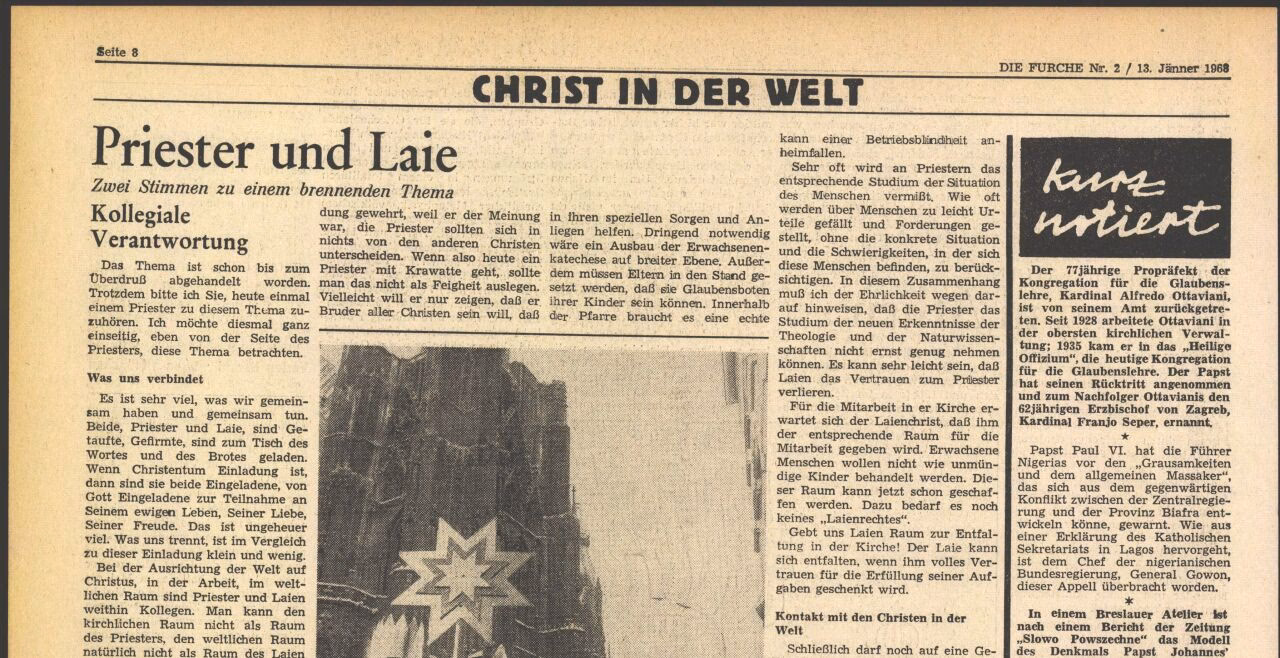 Seite 8
DIE FURCHE Nr. 2 / 13. Jänner 1968
CHRIST IN DER WELT
Priester und Laie
Zwei Stimmen zu einem brennenden Thema
Kollegiale
Verantwortung
Das Thema ist schon bis zum
Überdruß abgehandelt worden.
Trotzdem bitte ich Sie, heute einmal
einem Priester zu diesem Thema zu-
zuhören. Ich möchte diesmal ganz
einseitig, eben von der Seite des
Priesters, diese Thema betrachten.
Was uns verbindet
Es ist sehr viel, was wir gemein-
sam haben und gemeinsam tun.
Beide, Priester und Laie, sind Ge-
taufte, Gefirmte, sind zum Tisch des
Wortes und des Brotes geladen.
Wenn Christentum Einladung ist,
dann sind sie beide Eingeladene, von
Gott Eingeladene zur Teilnahme an
Seinem ewigen Leben, Seiner Liebe,
Seiner Freude. Das ist ungeheuer
viel. Was uns trennt, ist im Vergleich
zu dieser Einladung klein und wenig.
Bei der Ausrichtung der Welt auf
Christus, in der Arbeit, im welt-
lichen Raum sind Priester und Laien
weithin Kollegen. Man kann den
kirchlichen Raum nicht als Raum
des Priesters, den weltlichen Raum
natürlich nicht als Raum des Laien
dung gewehrt, weil er der Meinung
war, die Priester sollten sich in
nichts von den anderen Christen
unterscheiden. Wenn also heute ein
Priester mit Krawatte geht, sollte
man das nicht als Feigheit auslegen.
Vielleicht will er nur zeigen, daß er
Bruder aller Christen sein will, daß
in ihren speziellen Sorgen und An-
liegen helfen. Dringend notwendig
wäre ein Ausbau der Erwachsenen-
katechese auf breiter Ebene. Außer-
dem müssen Eltern in den Stand ge-
setzt werden, daß sie Glaubensboten
ihrer Kinder sein können. Innerhalb
der Pfarre braucht es eine echte
kann einer Betriebsblindheit an-
heimfallen.
Sehr oft wird an Priestern das
entsprechende Studium der Situation
des Menschen vermißt. Wie oft
werden über Menschen zu leicht Ur-
teile gefällt und Forderungen ge-
stellt, ohne die konkrete Situation
und die Schwierigkeiten, in der sich
diese Menschen befinden, zu berück-
sichtigen. In diesem Zusammenhang
muß ich der Ehrlichkeit wegen dar-
auf hinweisen, daß die Priester das
Studium der neuen Erkenntnisse der
Theologie und der Naturwissen-
schaften nicht ernst genug nehmen
können. Es kann sehr leicht sein, daß
Laien das Vertrauen zum Priester
verlieren.
Für die Mitarbeit in er Kirche er-
wartet sich der Laienchrist, daß ihm
der entsprechende Raum für die
Mitarbeit gegeben wird. Erwachsene
Menschen wollen nicht wie unmün-
dige Kinder behandelt werden. Die-
ser Raum kann jetzt schon geschaf-
fen werden. Dazu bedarf es noch
keines „Laienrechtes".
Gebt uns Laien Raum zur Entfal-
tung in der Kirche! Der Laie kann
sich entfalten, wenn ihm volles Ver-
trauen für die Erfüllung seiner Auf-
gaben geschenkt wird.
Kontakt mit den Christen in der
Welt
Schließlich darf noch auf eine Ge-
kurz
notiert
Der 77jährige Propräfekt der
Kongregation für die Glaubens-
lehre, Kardinal Alfredo Ottaviani,
ist von seinem Amt zurückgetre-
ten. Seit 1928 arbeitete Ottaviani in
der obersten kirchlichen Verwal-
tung; 1935 kam er in das „Heilige
Offizium", die heutige Kongregation
für die Glaubenslehre. Der Papst
hat seinen Rücktritt angenommen
und zum Nachfolger Ottavianis den
62jährigen Erzbischof von Zagreb,
Kardinal Franjo Seper, ernannt.
★
Papst Paul VI. hat die Führer
Nigerias vor den „Grausamkeiten
und dem allgemeinen Massaker",
das sich aus dem gegenwärtigen
Konflikt zwischen der Zentralregie-
rung und der Provinz Biafra ent-
wickeln könne, gewarnt. Wie aus
einer Erklärung des Katholischen
Sekretariats in Lagos hervorgeht,
ist dem Chef der nigerianischen
Bundesregierung, General Gowon,
dieser Appell überbracht worden.
★
In einem Breslauer Atelier ist
nach einem Bericht der Zeitung
„Slowo Powszechne" das Modell
des Denkmals Papst Johannes'